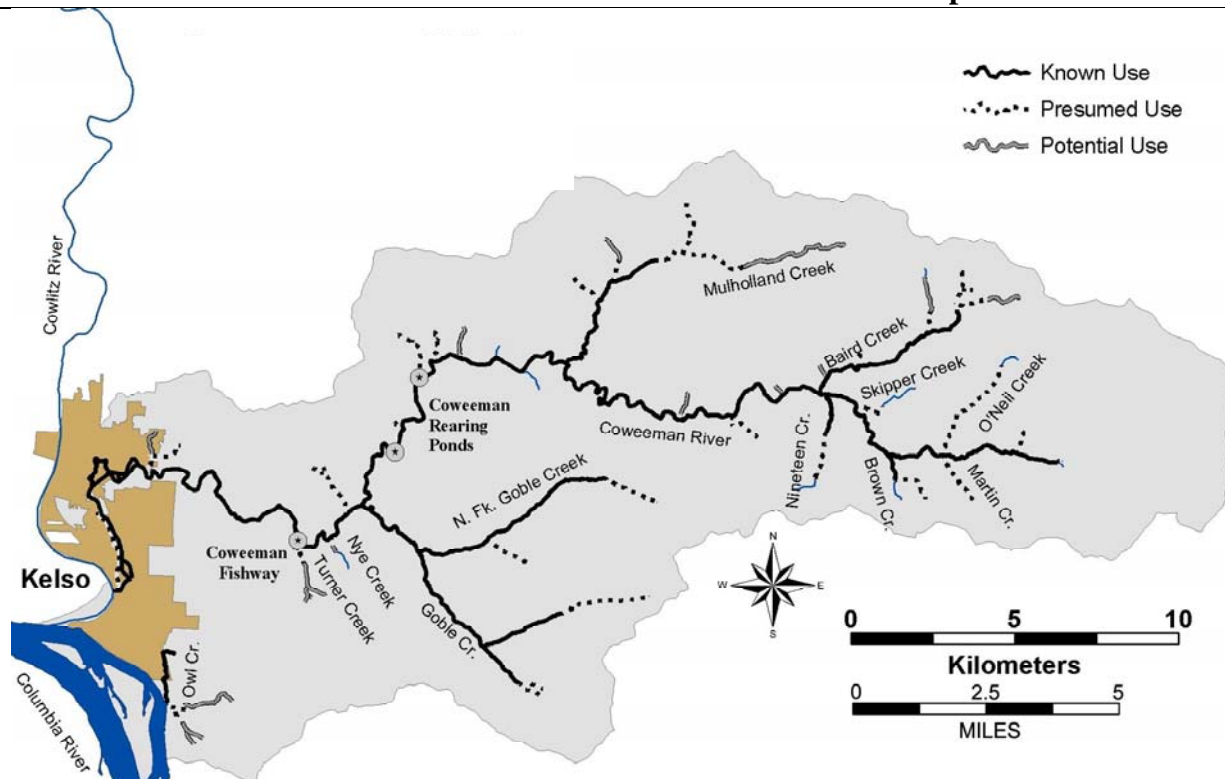 Known Use
Presumed Use
Potential Use
Cowlitz River
Mulholland Creek
Baird Creek
Skipper Creek
O'Neil Creek
Coweeman
Rearing
Ponds
Coweeman River
Nineteen Cr.
Brown Cr.
Martin Cr.
N. Fk. Goble Creek
Coweeman
Fishway
Nye Creek
Turner Creek
Goble Cr.
Kelso
Owl Cr.
Columbia River
N
W E
S
0 5 10
Kilometers
0 2.5 5
MILES